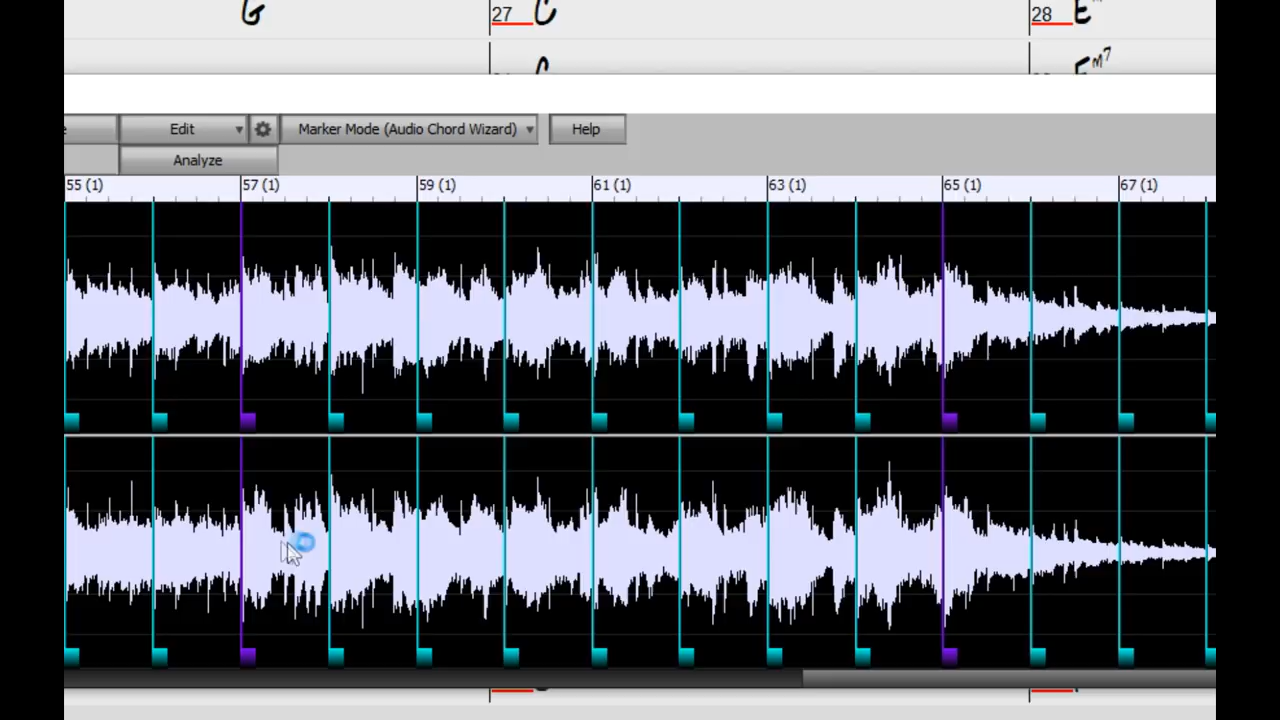 G 27 C 28 E
C Em7
Edit Marker Mode (Audio Chord Wizard) Help
Analyze
55 (1) 57 (1) 59 (1) 61 (1) 63 (1) 65 (1) 67 (1)